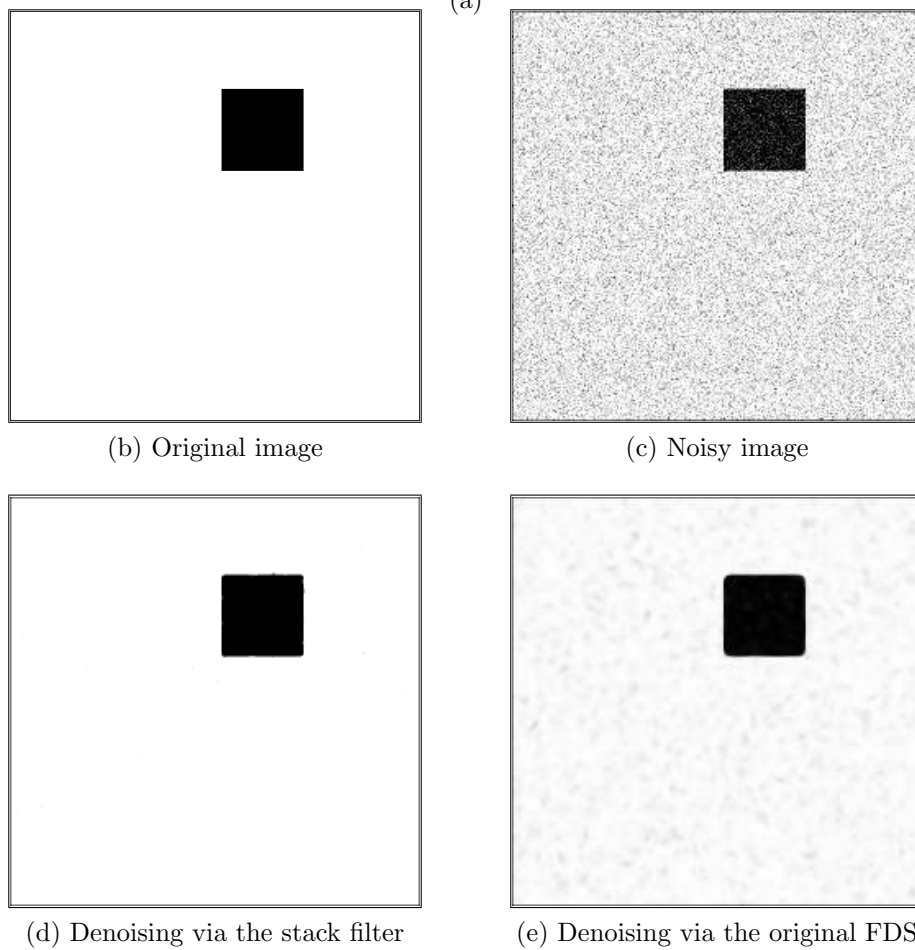 (a)
(b) Original image
(c) Noisy image
(d) Denoising via the stack filter
(e) Denoising via the original FDS